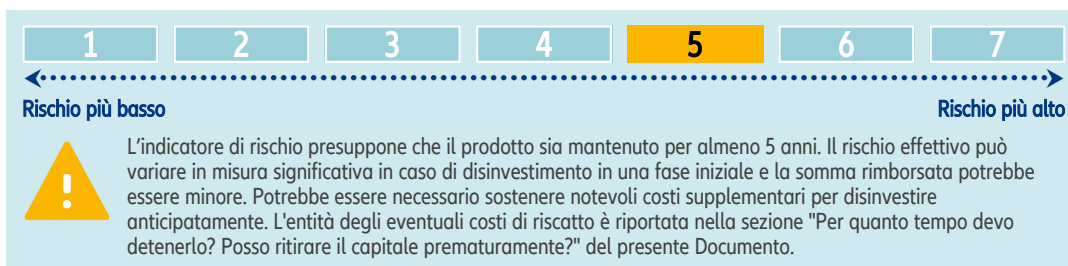 1 2 3 4 5 6 7
Rischio più basso Rischio più alto
L'indicatore di rischio presuppone che il prodotto sia mantenuto per almeno 5 anni. Il rischio effettivo può
variare in misura significativa in caso di disinvestimento in una fase iniziale e la somma rimborsata potrebbe
essere minore. Potrebbe essere necessario sostenere notevoli costi supplementari per disinvestire
anticipatamente. L'entità degli eventuali costi di riscatto è riportata nella sezione "Per quanto tempo devo
detenerlo? Posso ritirare il capitale prematuramente?" del presente Documento.